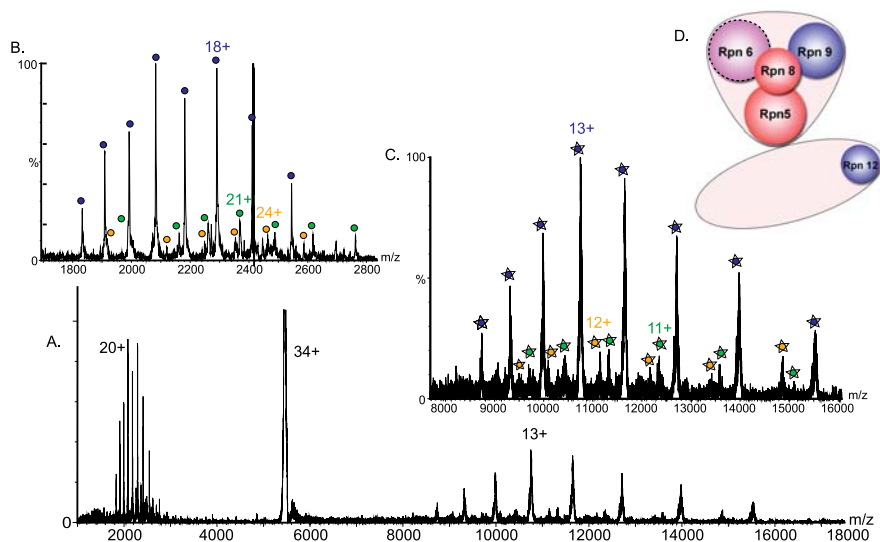 B.
18+
100
%
21+
24+
0
1800 2000 2200 2400 2600 2800 m/z
D.
Rpn 6
Rpn 9
Rpn 8
Rpn5
Rpn 12
C.
100
13+
%
12+
11+
0
8000 9000 10000 11000 12000 13000 14000 15000 16000 m/z
A.
20+
34+
13+
0
2000 4000 6000 8000 10000 12000 14000 16000 18000 m/z